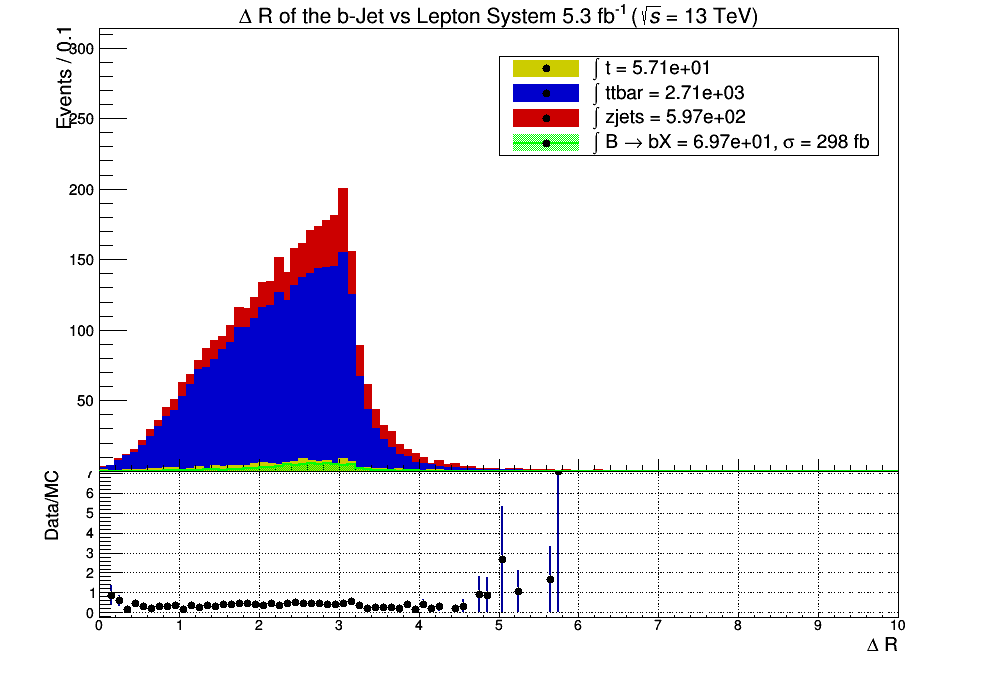 Δ R of the b-Jet vs Lepton System 5.3 fb⁻¹ (√s = 13 TeV)
Events / 0.1
300
250
200
150
100
50
∫ t = 5.71e+01
∫ ttbar = 2.71e+03
∫ zjets = 5.97e+02
∫ B → bX = 6.97e+01, σ = 298 fb
Data/MC
7
6
5
4
3
2
1
0
0 1 2 3 4 5 6 7 8 9 10
Δ R